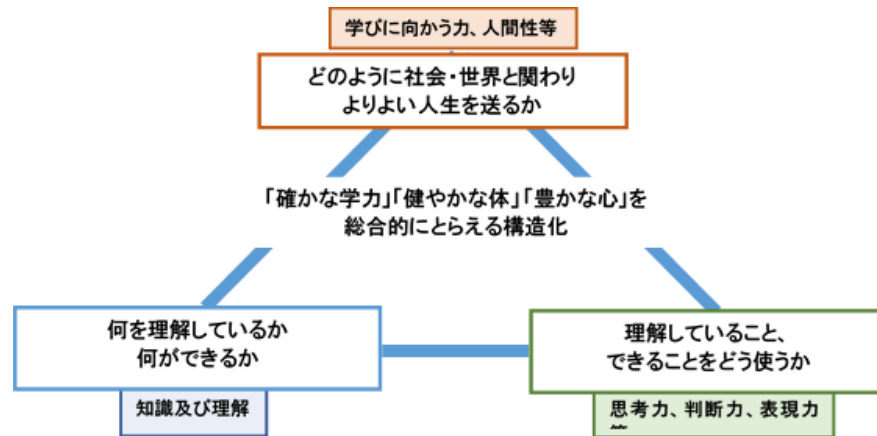 学びに向かう力、人間性等
どのように社会・世界と関わり
よりよい人生を送るか
「確かな学力」「健やかな体」「豊かな心」を
総合的にとらえる構造化
何を理解しているか
何ができるか
理解していること、
できることをどう使うか
知識及び理解
思考力、判断力、表現力